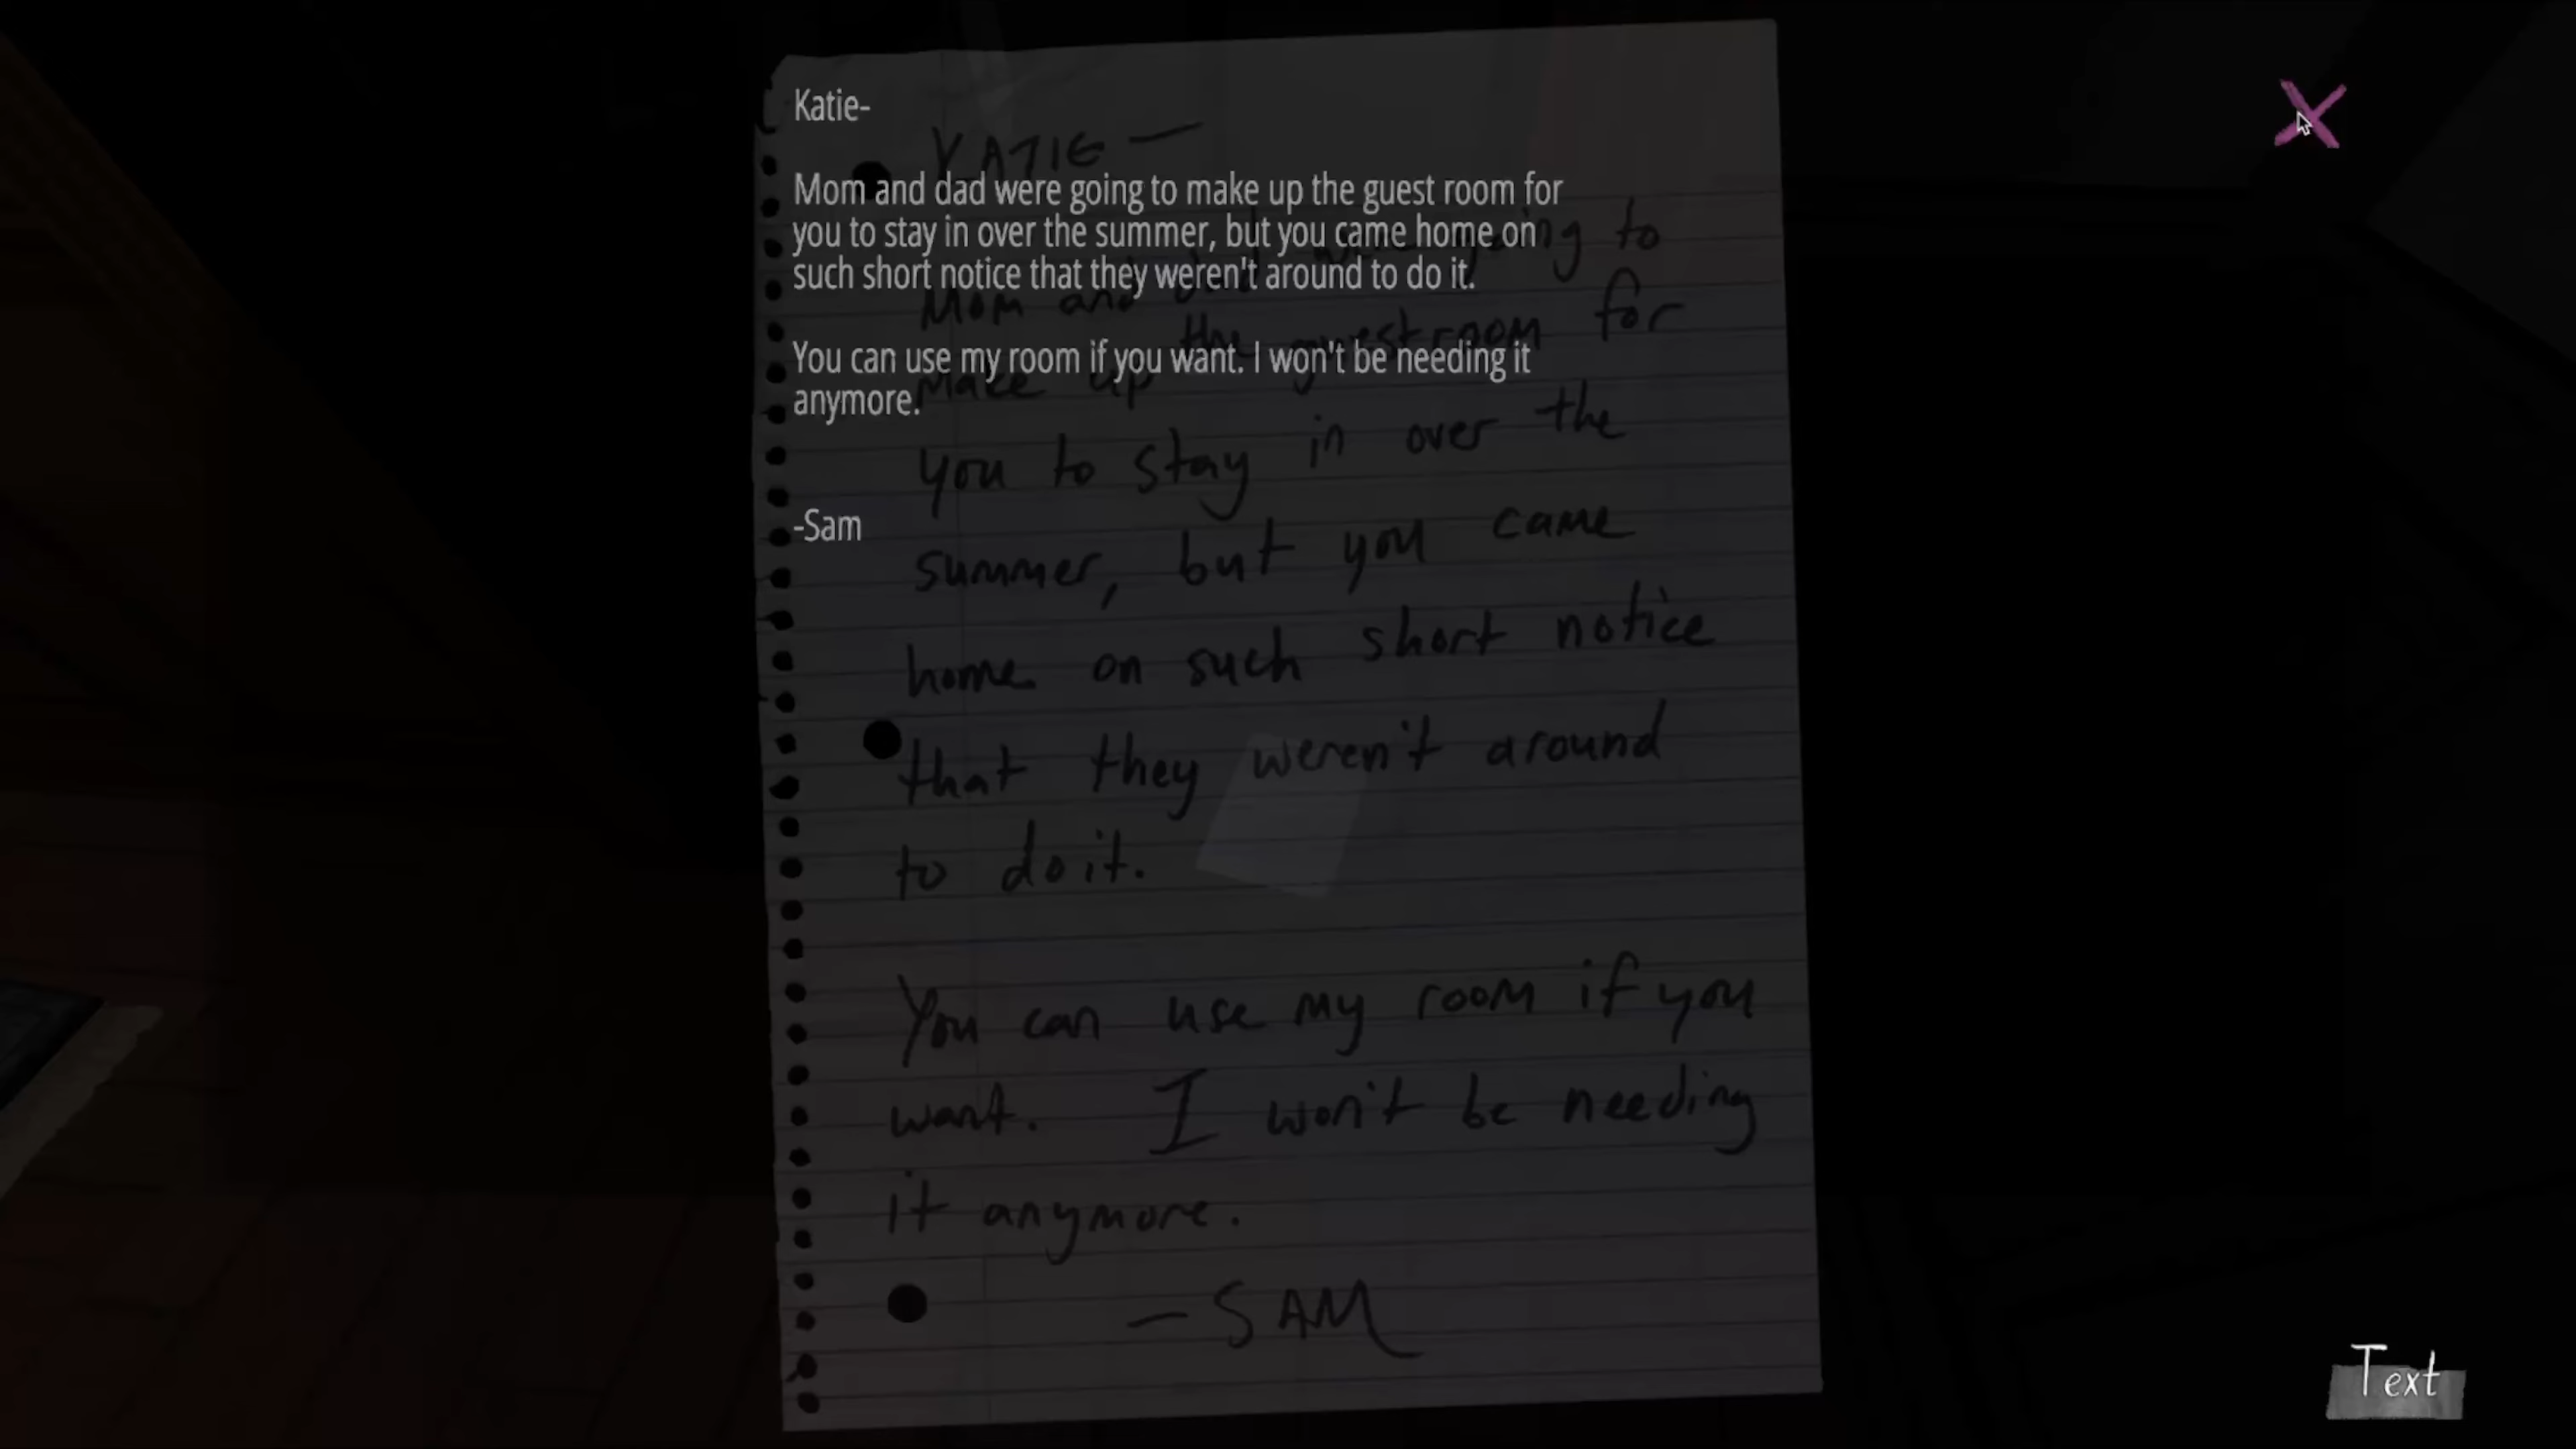 Katie-
Mom and dad were going to make up the guest room for
you to stay in over the summer, but you came home on
such short notice that they weren't around to do it.
You can use my room if you want. I won't be needing it
anymore.
-Sam
KATIE —
Mom and dad were going to
make up the guestroom for
you to stay in over the
summer, but you came
home on such short notice
that they weren't around
to do it.
You can use my room if you
want. I won't be needing
it anymore.
— SAM
Text